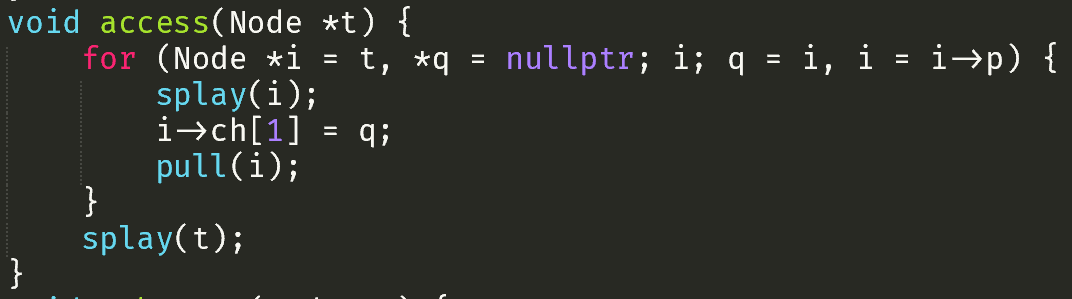 void access(Node *t) {
    for (Node *i = t, *q = nullptr; i; q = i, i = i->p) {
        splay(i);
        i->ch[1] = q;
        pull(i);
    }
    splay(t);
}